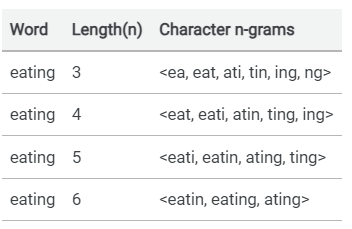 Word Length(n) Character n-grams
eating 3 <ea, eat, ati, tin, ing, ng>
eating 4 <eat, eati, atin, ting, ing>
eating 5 <eati, eatin, ating, ting>
eating 6 <eatin, eating, ating>